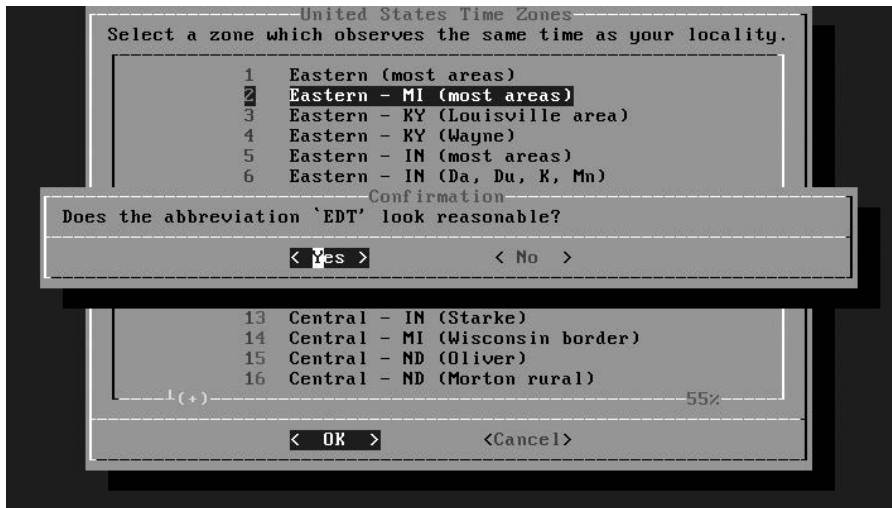 United States Time Zones
Select a zone which observes the same time as your locality.
1 Eastern (most areas)
2 Eastern - MI (most areas)
3 Eastern - KY (Louisville area)
4 Eastern - KY (Wayne)
5 Eastern - IN (most areas)
6 Eastern - IN (Da, Du, K, Mn)
Confirmation
Does the abbreviation `EDT' look reasonable?
< Yes > < No >
13 Central - IN (Starke)
14 Central - MI (Wisconsin border)
15 Central - ND (Oliver)
16 Central - ND (Morton rural)
┴(+) 55%
< OK > <Cancel>